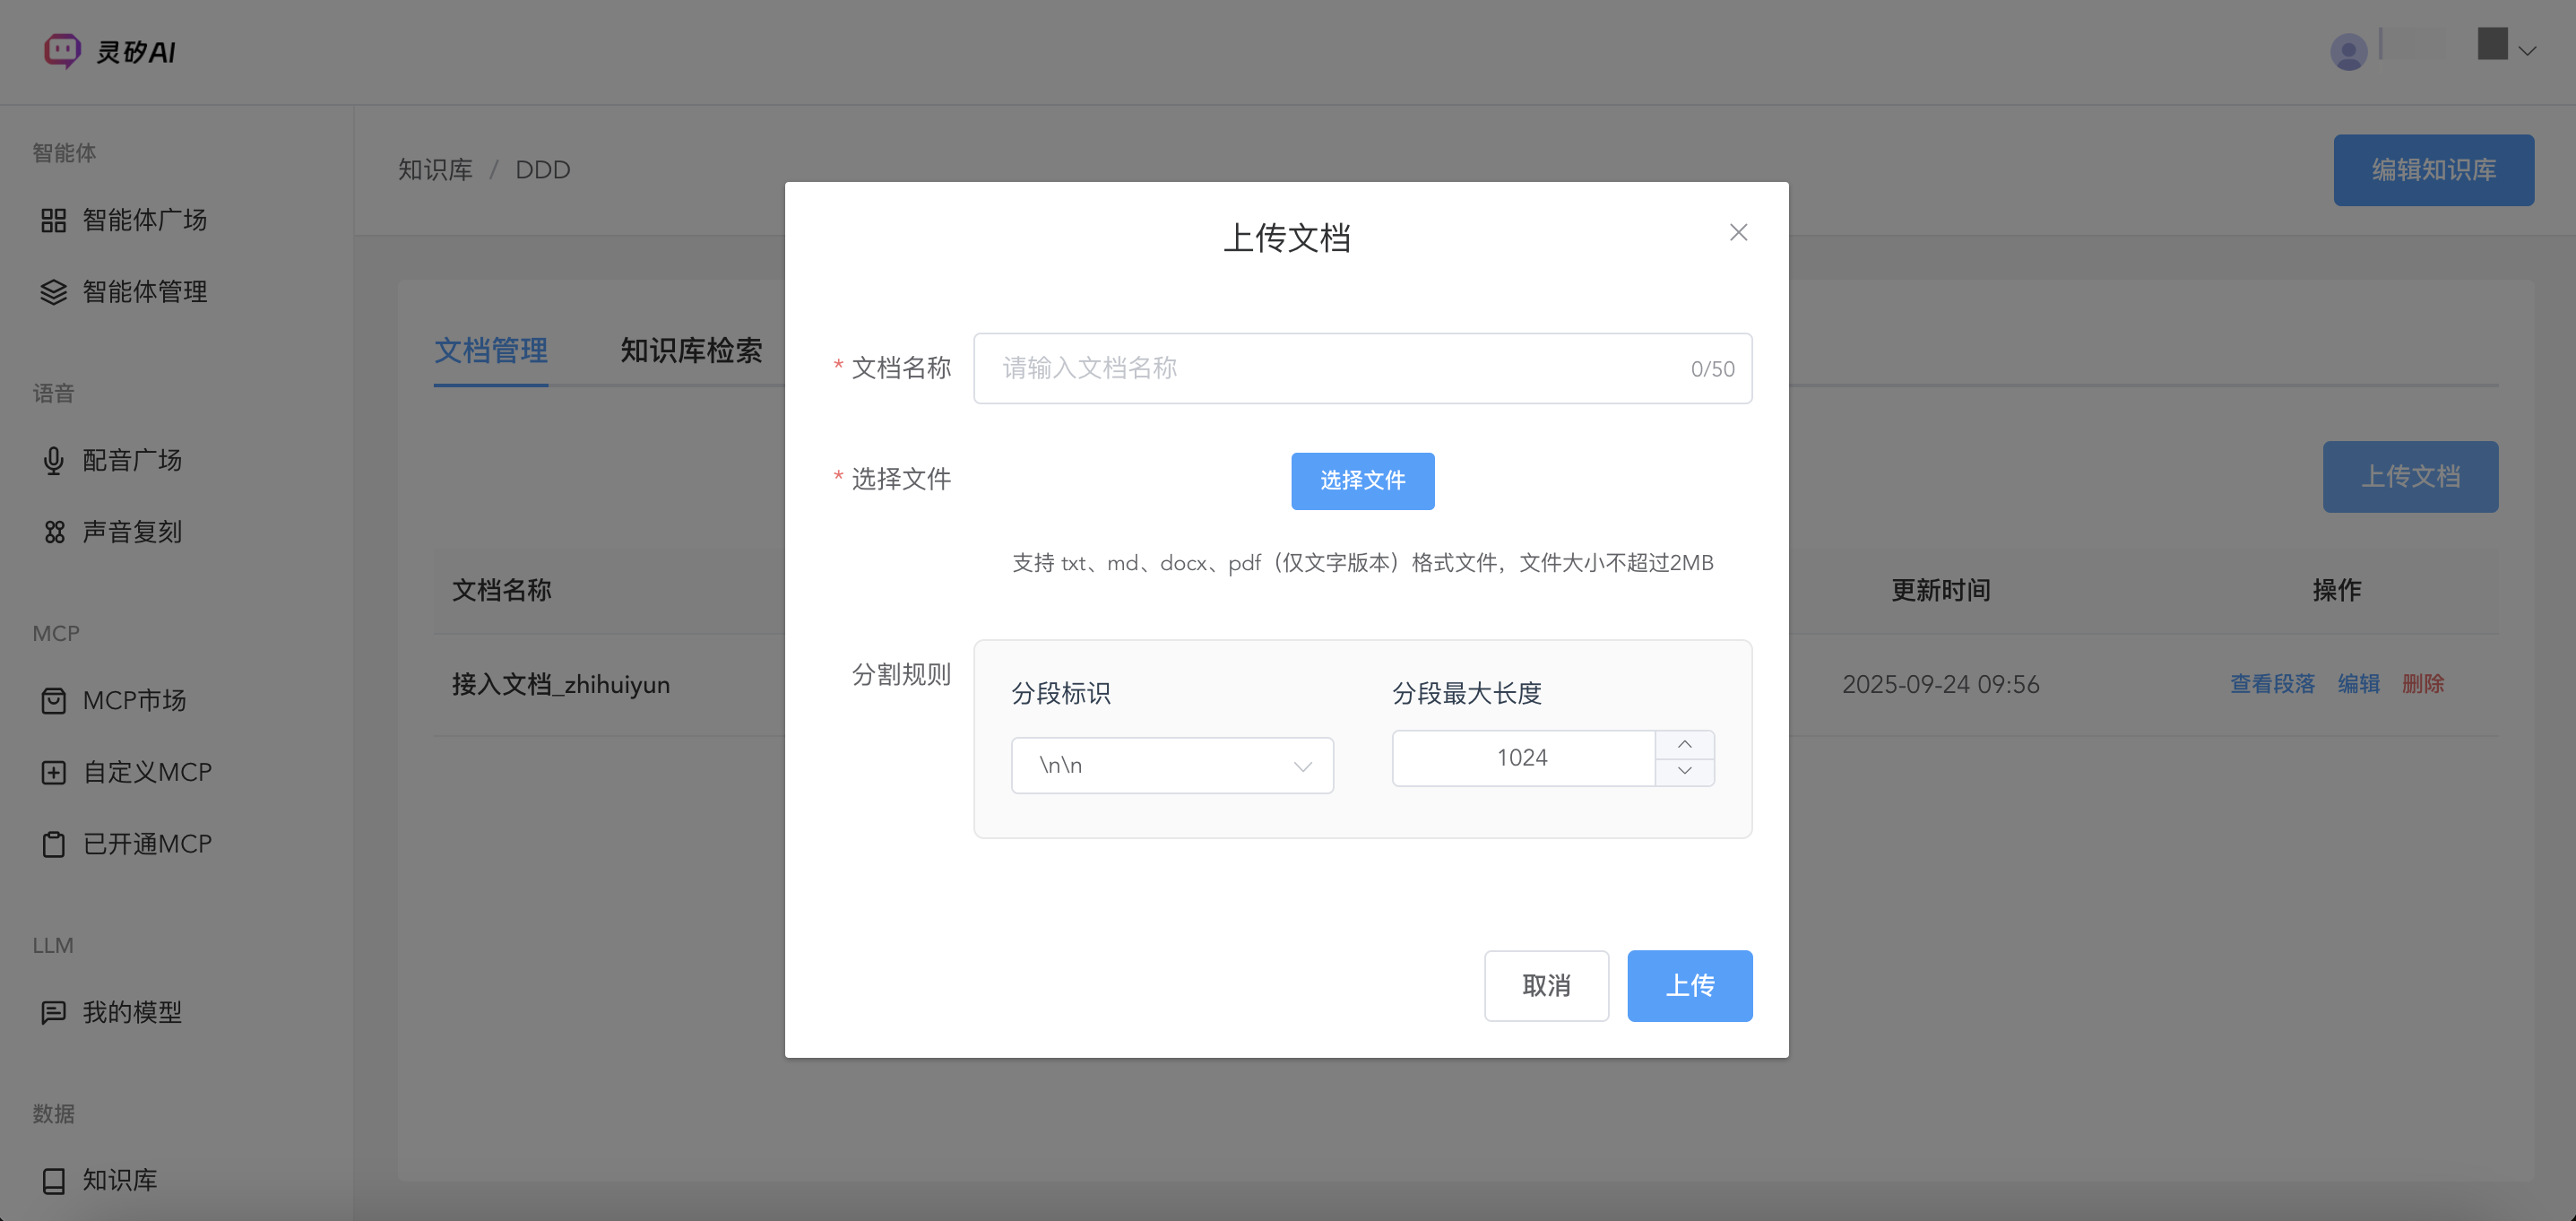 灵矽AI
智能体
智能体广场
智能体管理
语音
配音广场
声音复刻
MCP
MCP市场
自定义MCP
已开通MCP
LLM
我的模型
数据
知识库
知识库 / DDD
编辑知识库
文档管理 知识库检索
上传文档
文档名称 更新时间 操作
接入文档_zhihuiyun 2025-09-24 09:56 查看段落 编辑 删除
上传文档
* 文档名称 请输入文档名称 0/50
* 选择文件 选择文件
支持 txt、md、docx、pdf（仅文字版本）格式文件，文件大小不超过2MB
分割规则
分段标识 分段最大长度
\n\n 1024
取消 上传